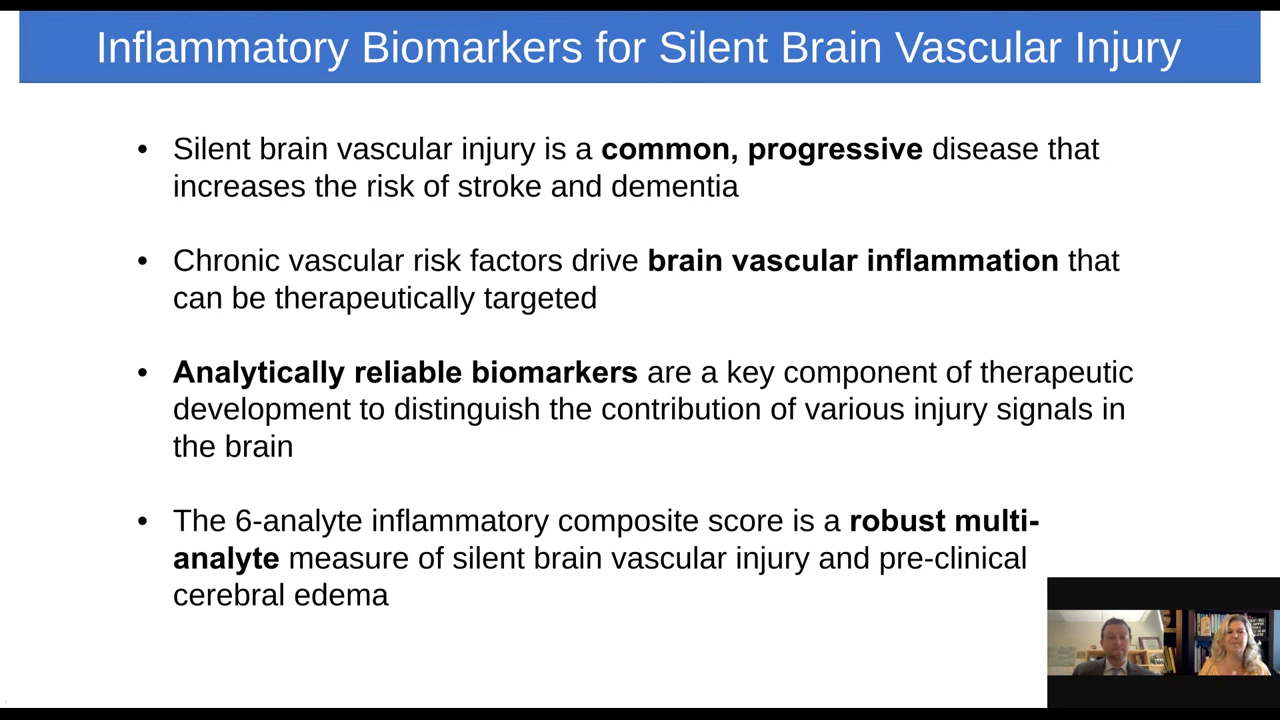 Inflammatory Biomarkers for Silent Brain Vascular Injury
• Silent brain vascular injury is a common, progressive disease that
increases the risk of stroke and dementia
• Chronic vascular risk factors drive brain vascular inflammation that
can be therapeutically targeted
• Analytically reliable biomarkers are a key component of therapeutic
development to distinguish the contribution of various injury signals in
the brain
• The 6-analyte inflammatory composite score is a robust multi-
analyte measure of silent brain vascular injury and pre-clinical
cerebral edema